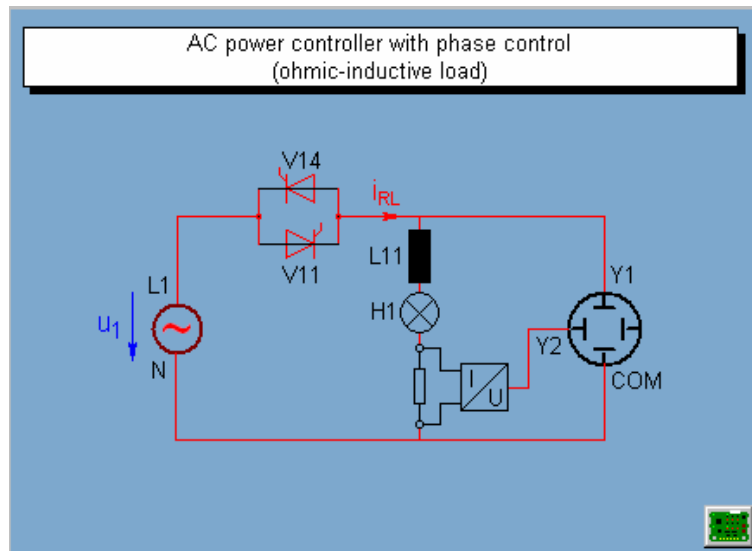 AC power controller with phase control
(ohmic-inductive load)
V14
iRL
V11
L11
L1
Y1
u1
H1
N
Y2
I
U
COM